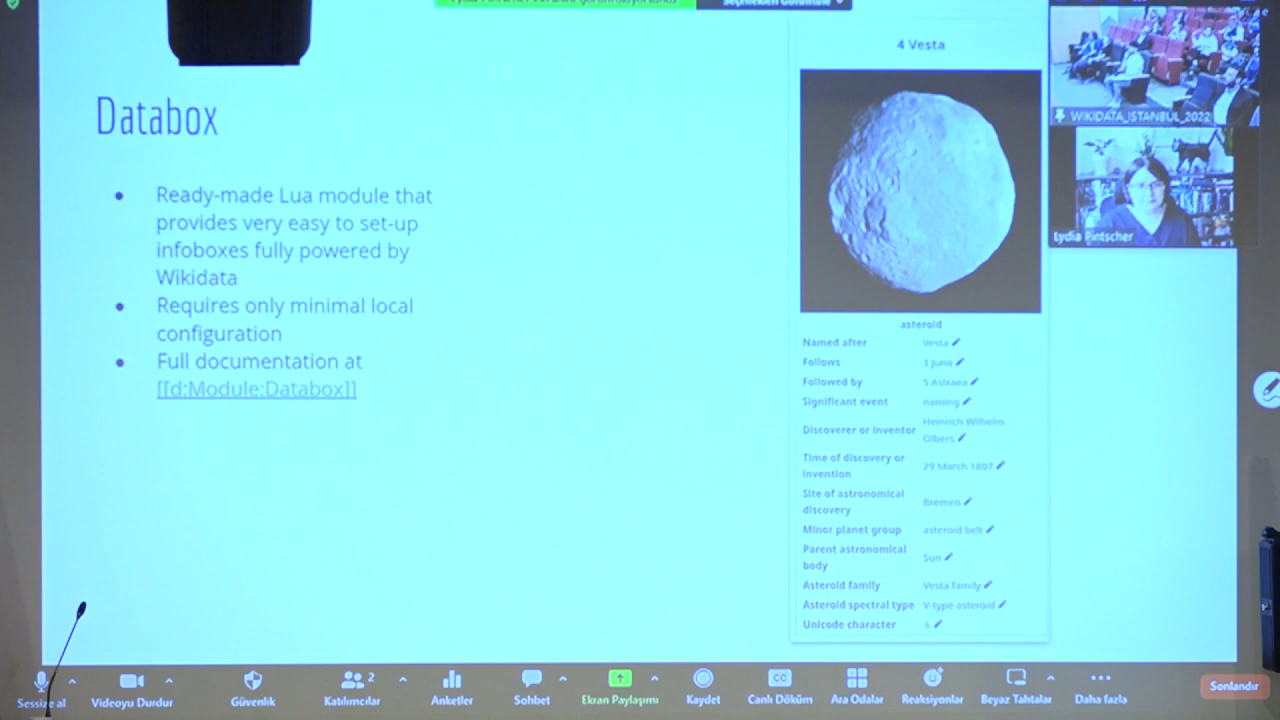 4 Vesta
WIKIDATA_ISTANBUL_2022
Lydia Pintscher
Databox
Ready-made Lua module that
provides very easy to set-up
infoboxes fully powered by
Wikidata
Requires only minimal local
configuration
Full documentation at
[[d:Module:Databox]]
asteroid
Named after Vesta
Follows 3 Juno
Followed by 5 Astraea
Significant event naming
Discoverer or inventor Heinrich Wilhelm
Olbers
Time of discovery or
invention 29 March 1807
Site of astronomical
discovery Bremen
Minor planet group asteroid belt
Parent astronomical
body Sun
Asteroid family Vesta family
Asteroid spectral type V-type asteroid
Unicode character
Sessize al
Videoyu Durdur
Güvenlik
Katılımcılar 2
Anketler
Sohbet
Ekran Paylaşımı
Kaydet
CC
Canlı Döküm
Ara Odalar
Reaksiyonlar
Beyaz Tahtalar
Daha fazla
Sonlandır